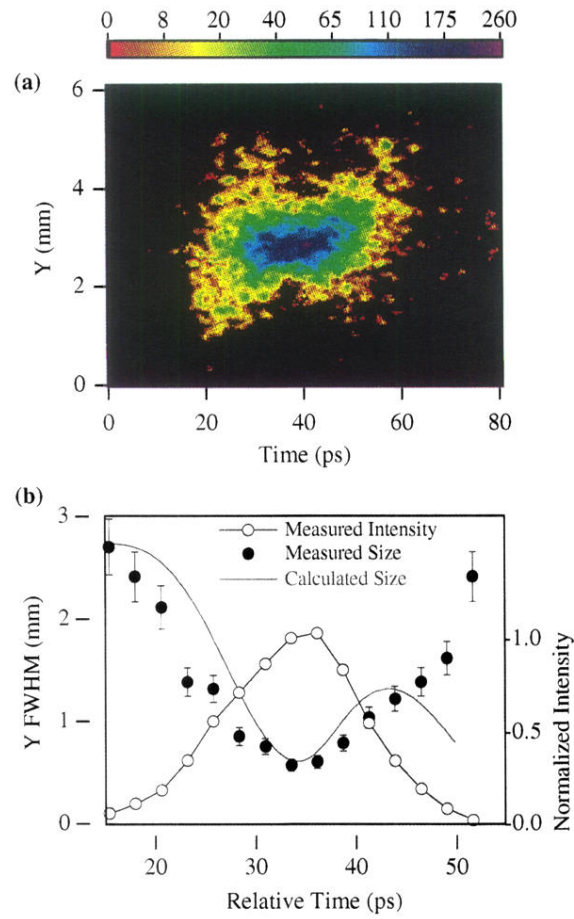 0 8 20 40 65 110 175 260
(a)
6
4
2
0
Y (mm)
0 20 40 60 80
Time (ps)
(b)
3
2
1
0
Y FWHM (mm)
Measured Intensity
Measured Size
Calculated Size
1.0
0.5
0.0
Normalized Intensity
20 30 40 50
Relative Time (ps)